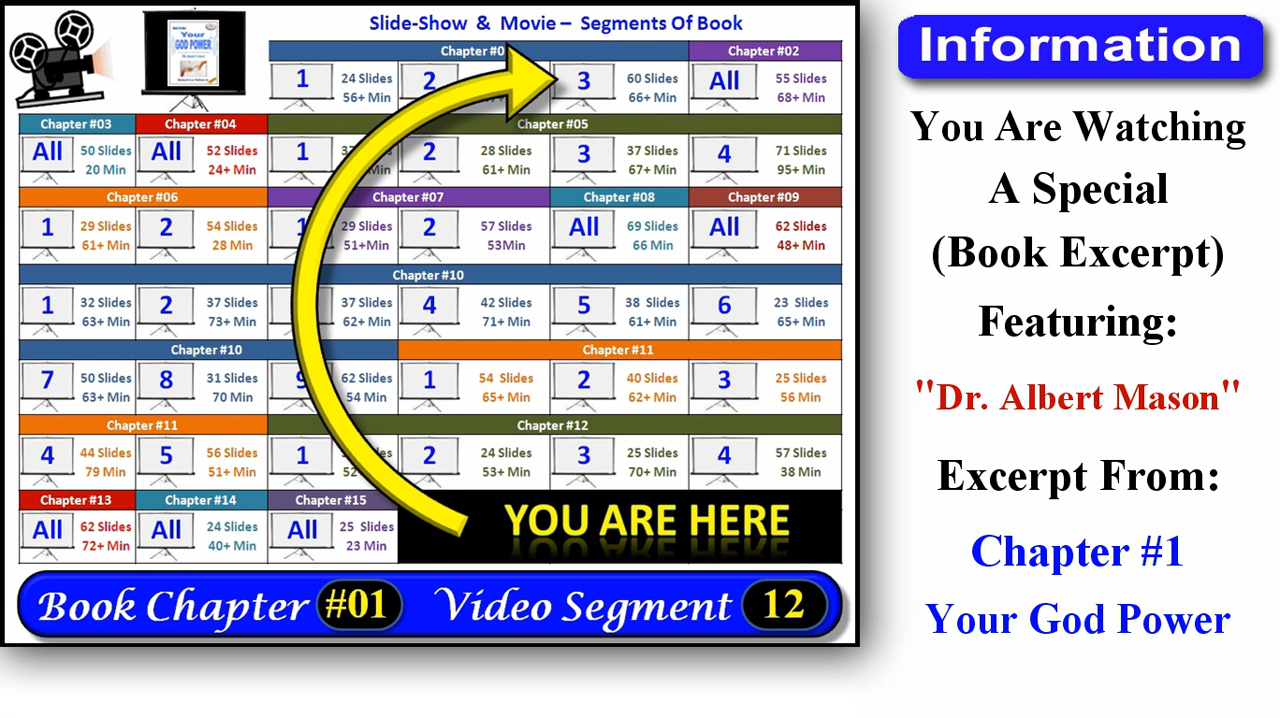 Slide-Show & Movie – Segments Of Book
Your
GOD POWER
Chapter #0
Chapter #02
1 24 Slides 2 3 60 Slides All 55 Slides
56+ Min 66+ Min 68+ Min
Chapter #03 Chapter #04 Chapter #05
All 50 Slides All 52 Slides 1 2 28 Slides 3 37 Slides 4 71 Slides
20 Min 24+ Min Min 61+ Min 67+ Min 95+ Min
Chapter #06 Chapter #07 Chapter #08 Chapter #09
1 29 Slides 2 54 Slides 1 29 Slides 2 57 Slides All 69 Slides All 62 Slides
61+ Min 28 Min 51+Min 53Min 66 Min 48+ Min
Chapter #10
1 32 Slides 2 37 Slides 37 Slides 4 42 Slides 5 38 Slides 6 23 Slides
63+ Min 73+ Min 62+ Min 71+ Min 61+ Min 65+ Min
Chapter #10 Chapter #11
7 50 Slides 8 31 Slides 9 62 Slides 1 54 Slides 2 40 Slides 3 25 Slides
63+ Min 70 Min 54 Min 65+ Min 62+ Min 56 Min
Chapter #11 Chapter #12
4 44 Slides 5 56 Slides 1 2 24 Slides 3 25 Slides 4 57 Slides
79 Min 51+ Min 53+ Min 70+ Min 38 Min
Chapter #13 Chapter #14 Chapter #15
All 62 Slides All 24 Slides All 25 Slides
72+ Min 40+ Min 23 Min
YOU ARE HERE
Book Chapter #01 Video Segment 12
Information
You Are Watching
A Special
(Book Excerpt)
Featuring:
"Dr. Albert Mason"
Excerpt From:
Chapter #1
Your God Power